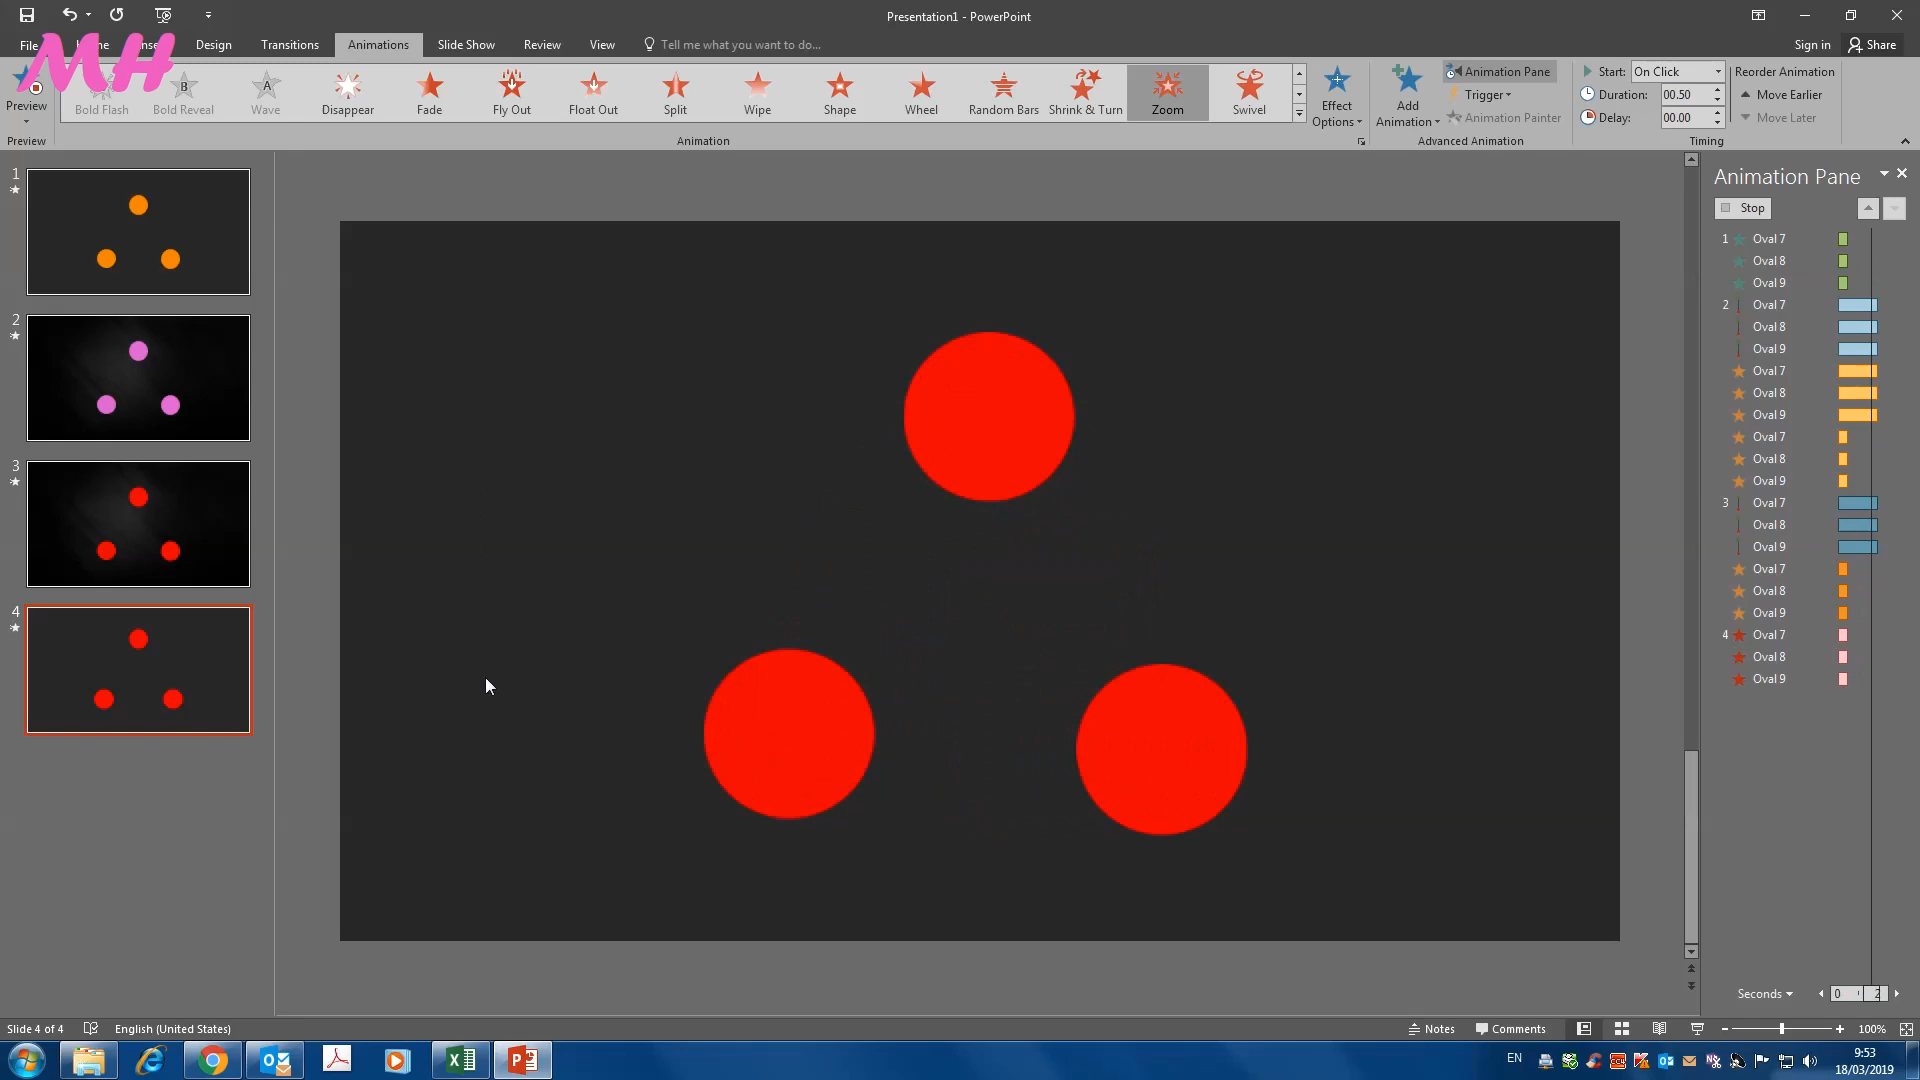 Presentation1 - PowerPoint
MH
File
Design
Transitions
Animations
Slide Show
Review
View
Tell me what you want to do...
Sign in
Share
Preview
Bold Flash
Bold Reveal
Wave
Disappear
Fade
Fly Out
Float Out
Split
Wipe
Shape
Wheel
Random Bars
Shrink & Turn
Zoom
Swivel
Effect
Options
Add
Animation
Animation Pane
Trigger
Animation Painter
Start: On Click
Duration: 00.50
Delay: 00.00
Reorder Animation
Move Earlier
Move Later
Preview
Animation
Advanced Animation
Timing
1
2
3
4
Animation Pane
Stop
1 Oval 7
Oval 8
Oval 9
2 Oval 7
Oval 8
Oval 9
Oval 7
Oval 8
Oval 9
Oval 7
Oval 8
Oval 9
3 Oval 7
Oval 8
Oval 9
Oval 7
Oval 8
Oval 9
4 Oval 7
Oval 8
Oval 9
Seconds 0 2
Slide 4 of 4
English (United States)
Notes
Comments
100%
EN
9:53
18/03/2019